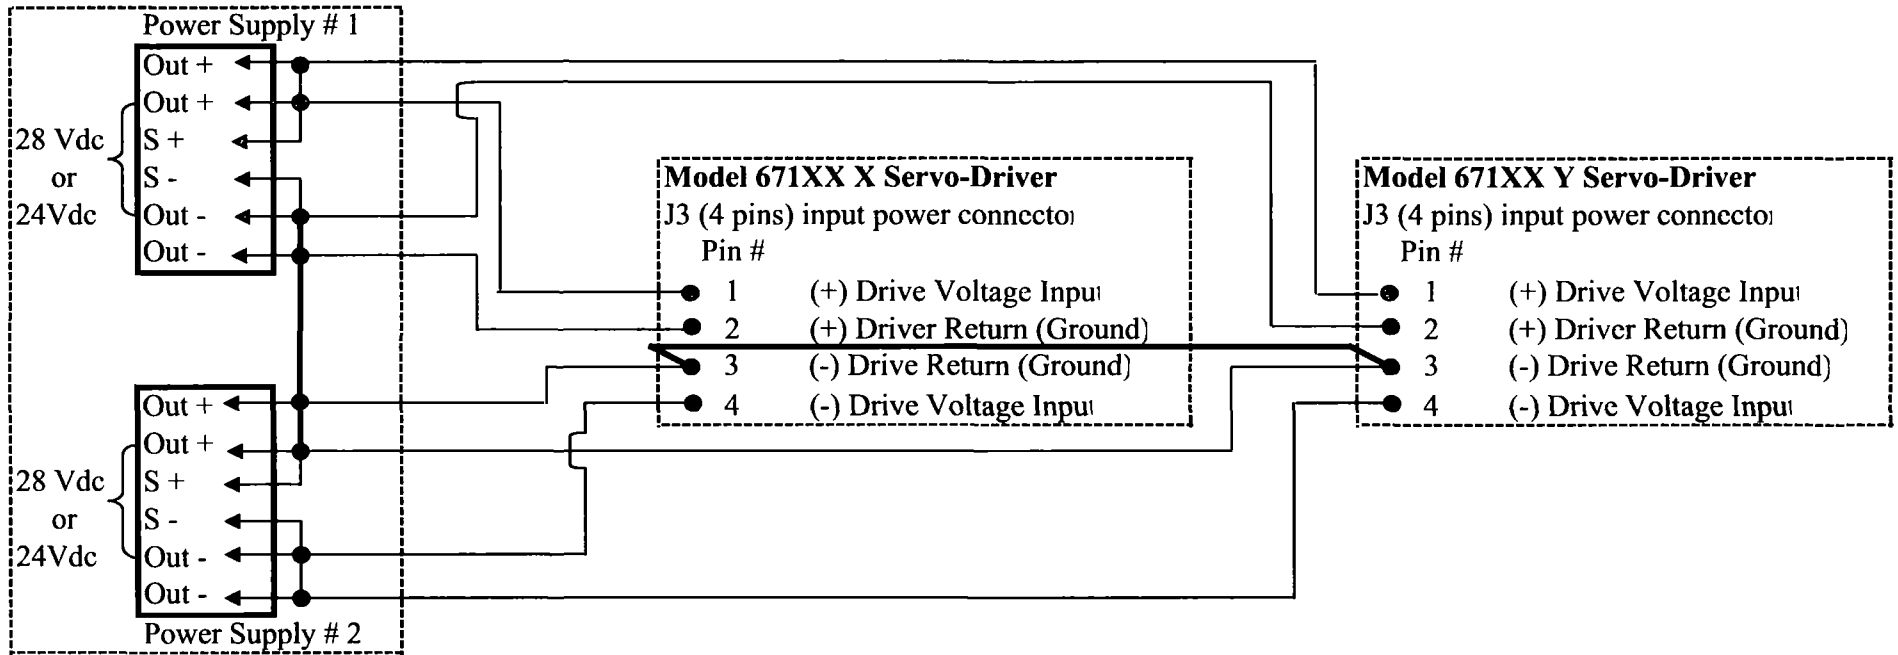 Power Supply # 1
Out +
Out +
S +
S -
Out -
Out -
28 Vdc
or
24Vdc
Model 671XX X Servo-Driver
J3 (4 pins) input power connector
Pin #
1 (+) Drive Voltage Input
2 (+) Driver Return (Ground)
3 (-) Drive Return (Ground)
4 (-) Drive Voltage Input
Model 671XX Y Servo-Driver
J3 (4 pins) input power connector
Pin #
1 (+) Drive Voltage Input
2 (+) Driver Return (Ground)
3 (-) Drive Return (Ground)
4 (-) Drive Voltage Input
Out +
Out +
S +
S -
Out -
Out -
28 Vdc
or
24Vdc
Power Supply # 2